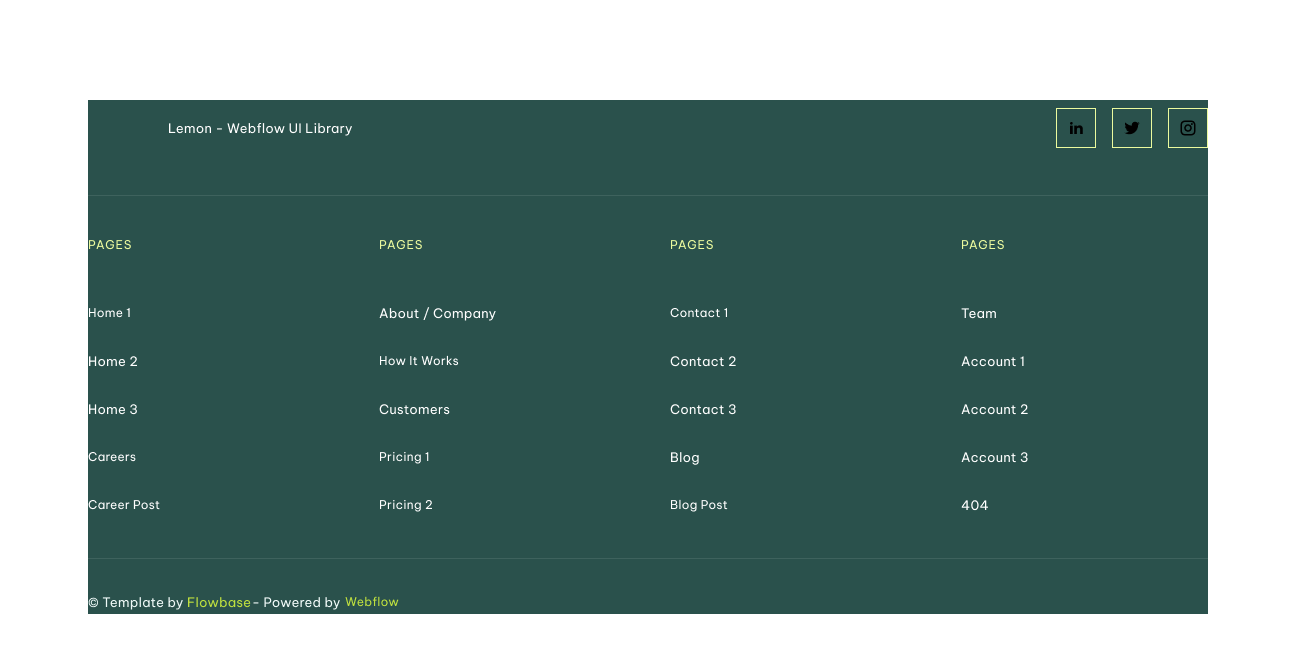 Lemon - Webflow UI Library
PAGES
Home 1
Home 2
Home 3
Careers
Career Post
PAGES
About / Company
How It Works
Customers
Pricing 1
Pricing 2
PAGES
Contact 1
Contact 2
Contact 3
Blog
Blog Post
PAGES
Team
Account 1
Account 2
Account 3
404
© Template by Flowbase - Powered by Webflow